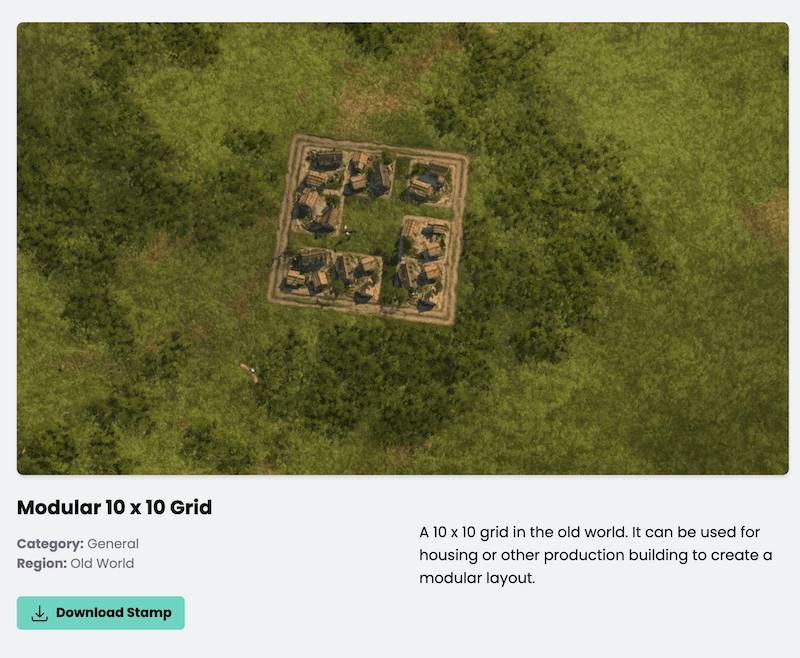 Modular 10 x 10 Grid
Category: General
Region: Old World
Download Stamp
A 10 x 10 grid in the old world. It can be used for
housing or other production building to create a
modular layout.